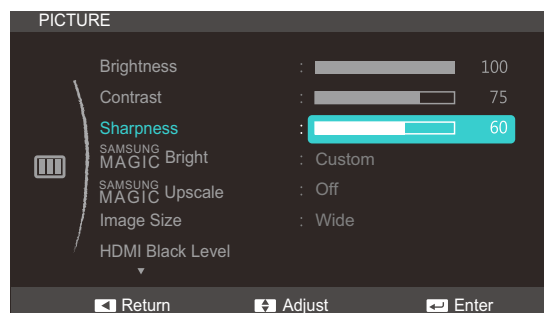 PICTURE
Brightness : 100
Contrast : 75
Sharpness : 60
SAMSUNG MAGIC Bright : Custom
SAMSUNG MAGIC Upscale : Off
Image Size : Wide
HDMI Black Level
Return Adjust Enter